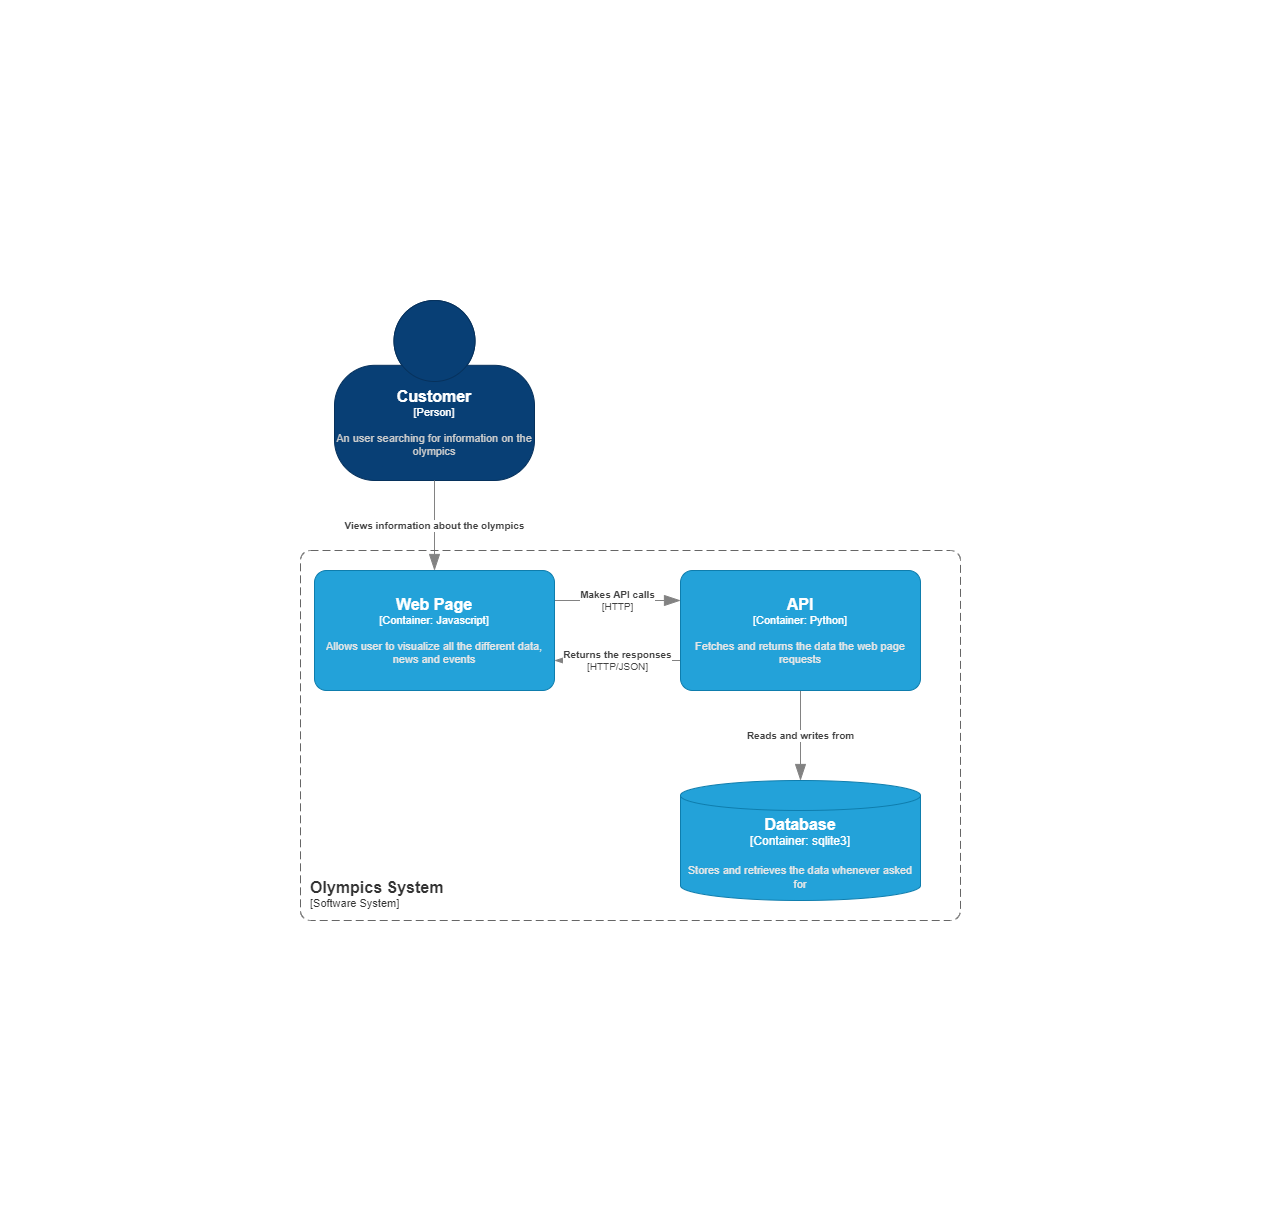 Customer
[Person]
An user searching for information on the
olympics
Views information about the olympics
Web Page
[Container: Javascript]
Allows user to visualize all the different data,
news and events
Makes API calls
[HTTP]
Returns the responses
[HTTP/JSON]
API
[Container: Python]
Fetches and returns the data the web page
requests
Reads and writes from
Database
[Container: sqlite3]
Stores and retrieves the data whenever asked
for
Olympics System
[Software System]